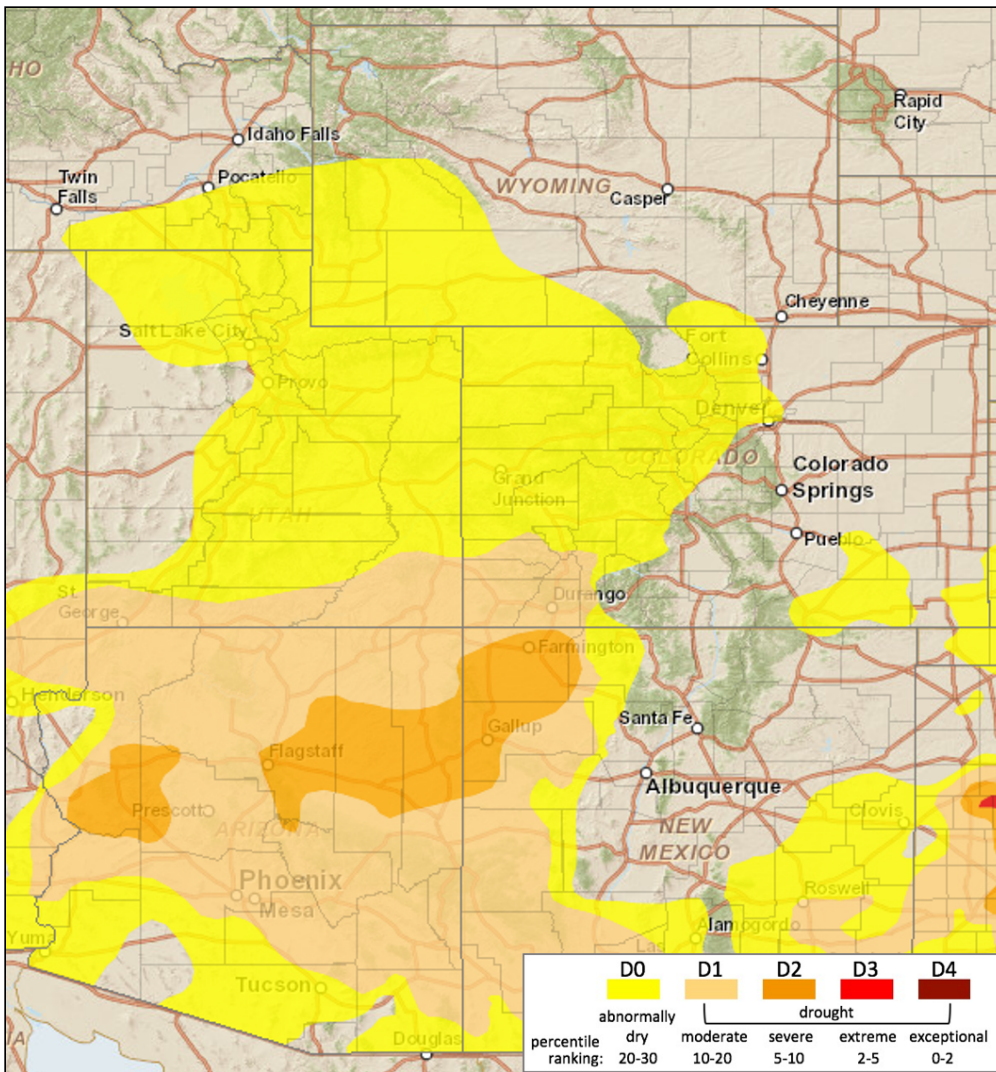 HO
Rapid
City
Idaho Falls
Twin
Falls
Pocatello
WYOMING
Casper
Cheyenne
Salt Lake City
Fort
Collins
Provo
Denver
COLORADO
Grand
Junction
Colorado
Springs
UTAH
Pueblo
St.
George
Durango
Farmington
Henderson
Santa Fe
Gallup
Flagstaff
Albuquerque
Prescott
ARIZONA
Clovis
NEW
MEXICO
Phoenix
Mesa
Roswell
Alamogordo
Yuma
Las
Tucson
Douglas
IA
D0 D1 D2 D3 D4
drought
abnormally
dry moderate severe extreme exceptional
percentile
ranking: 20-30 10-20 5-10 2-5 0-2